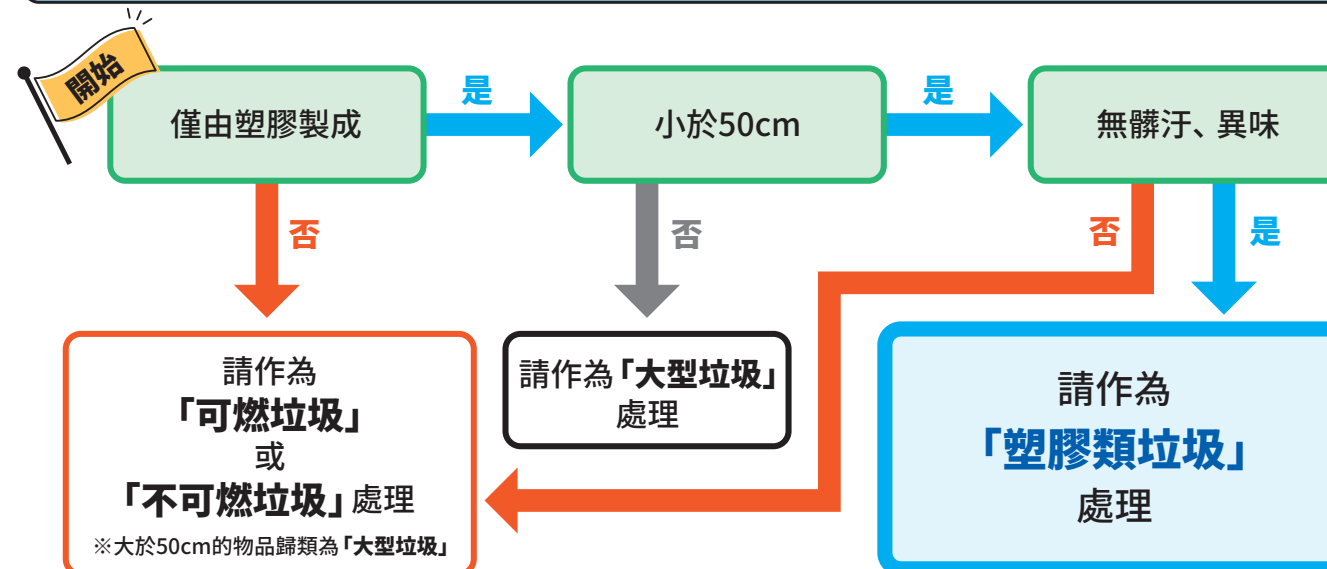 開始
僅由塑膠製成
是
小於50cm
是
無髒汙、異味
否
否
否
是
請作為
「可燃垃圾」
或
「不可燃垃圾」處理
※大於50cm的物品歸類為「大型垃圾」
請作為「大型垃圾」
處理
請作為
「塑膠類垃圾」
處理